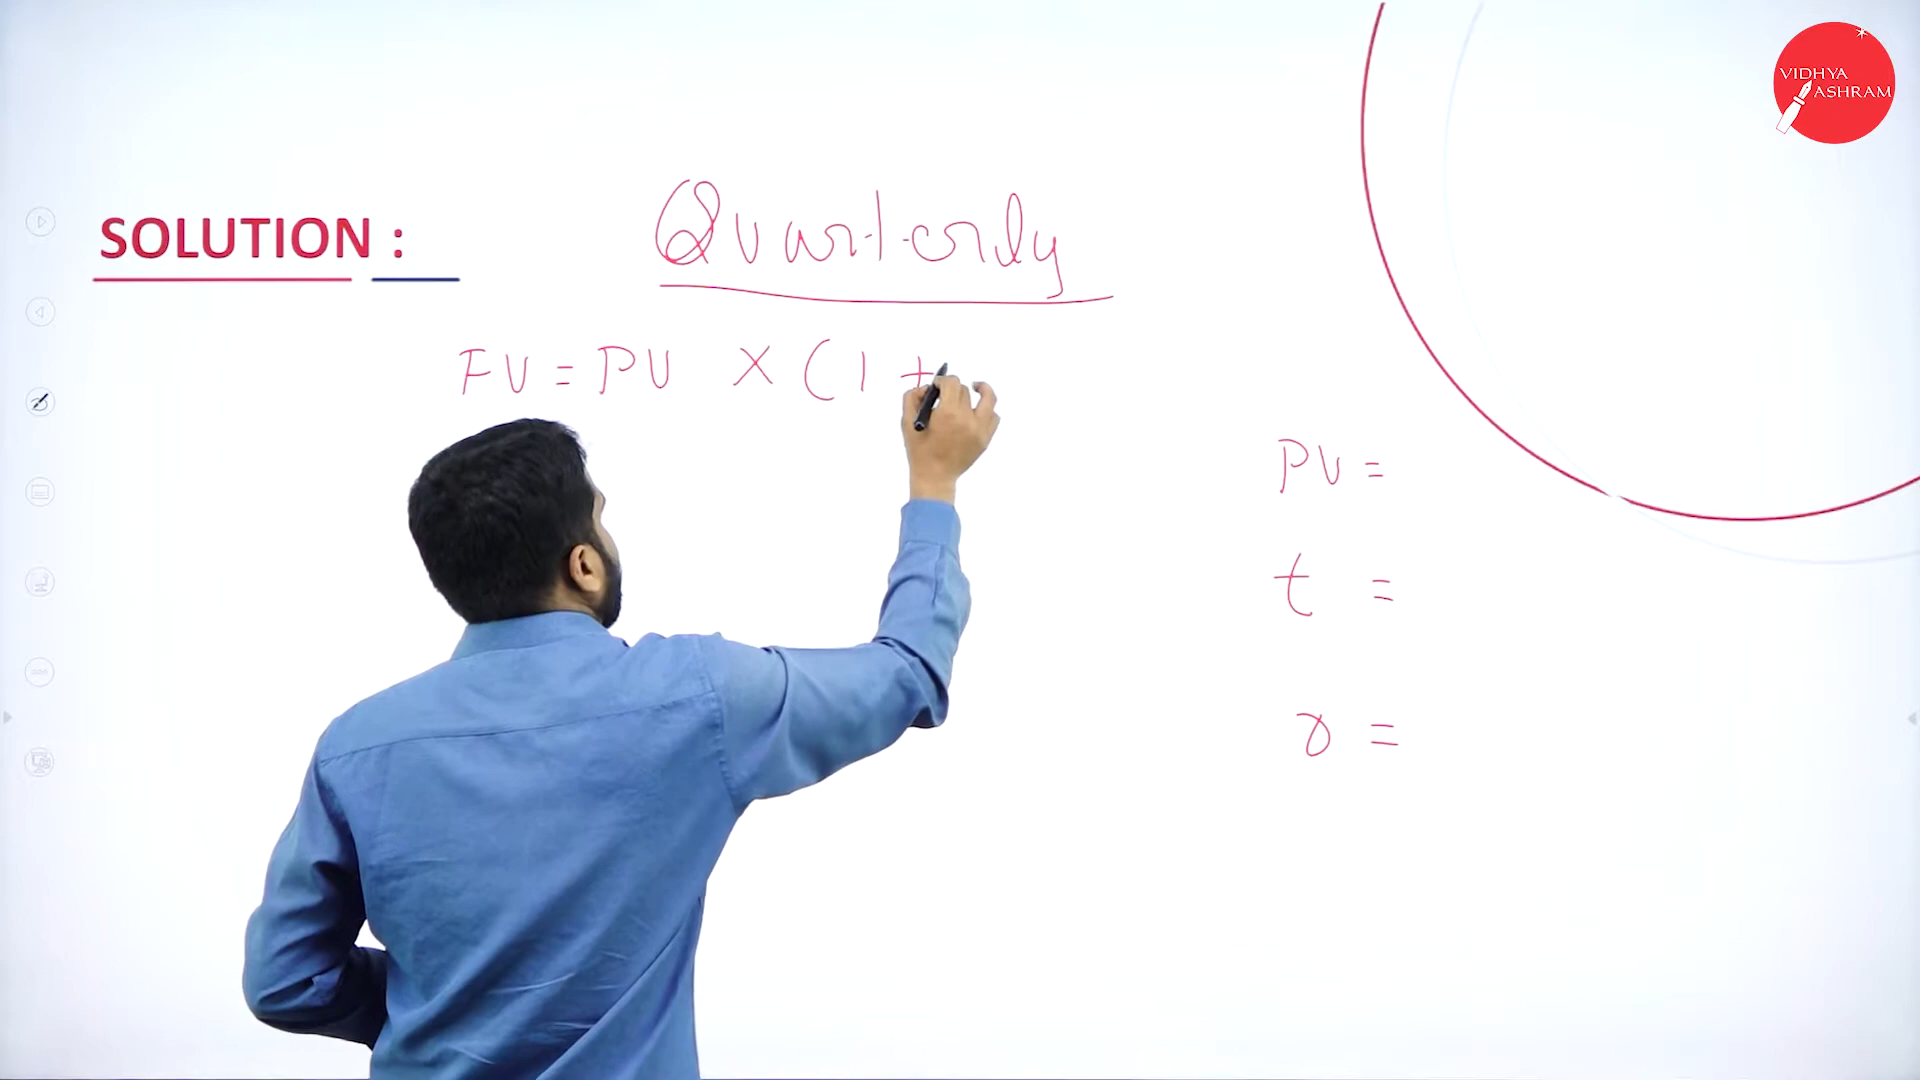 VIDHYA
ASHRAM
SOLUTION :
Quarterly
FV = PV × (1 +
PV =
t =
r =